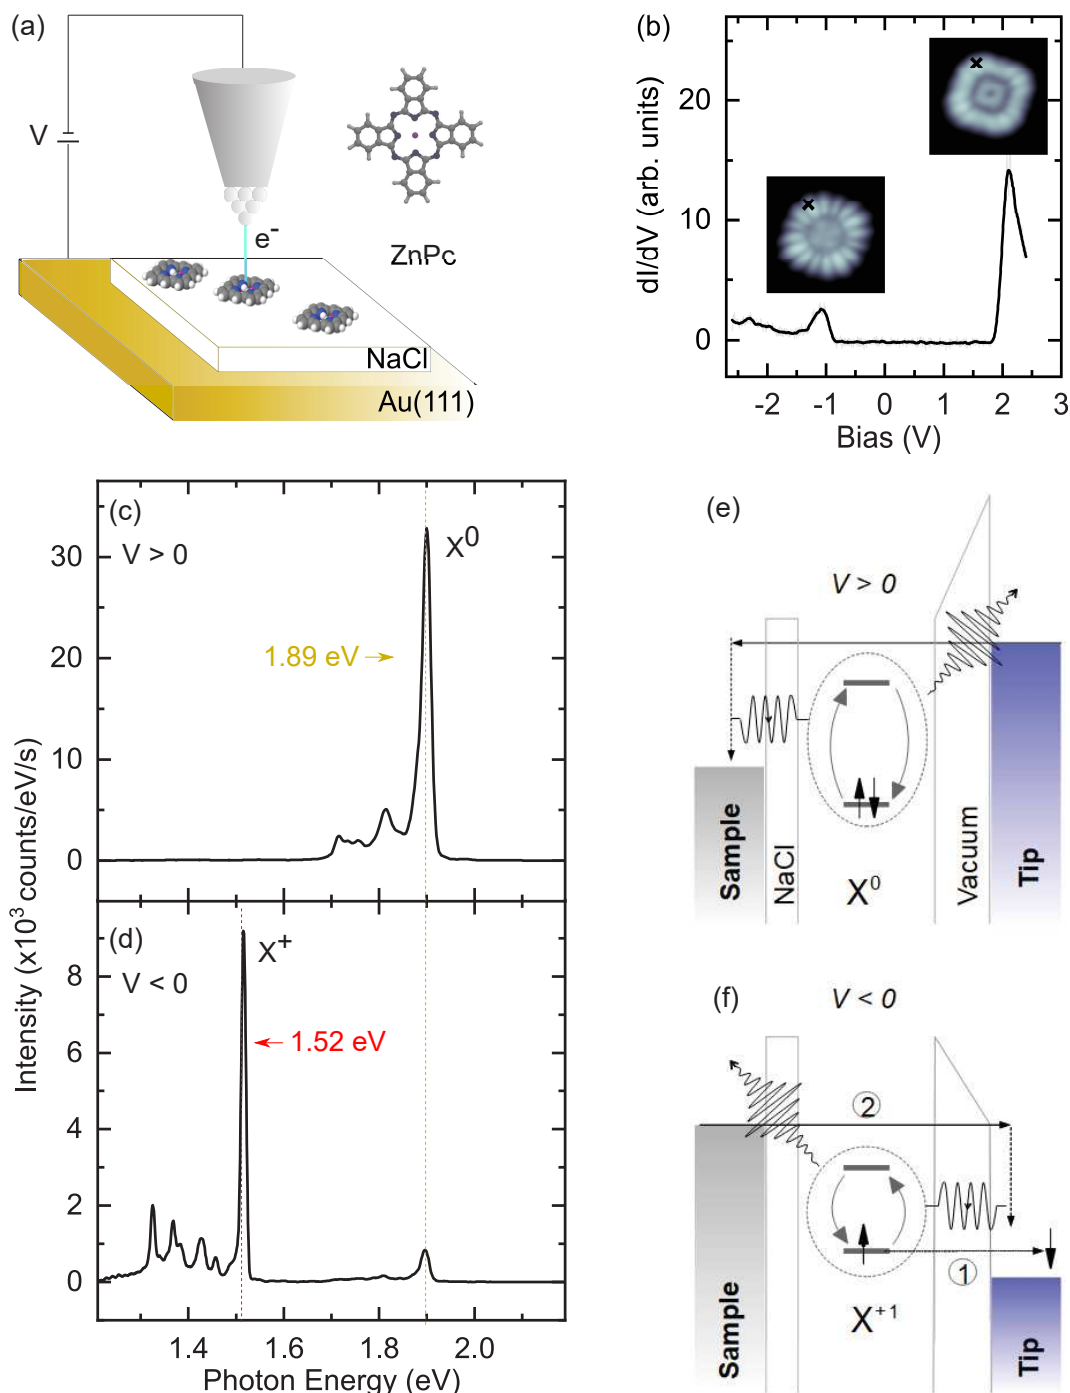 (a)
V
e⁻
ZnPc
NaCl
Au(111)
(b)
dI/dV (arb. units)
20
10
0
-2 -1 0 1 2 3
Bias (V)
Intensity (x10³ counts/eV/s)
(c)
V > 0
X⁰
1.89 eV
30
20
10
0
(d)
V < 0
X⁺
1.52 eV
8
6
4
2
0
1.4 1.6 1.8 2.0
Photon Energy (eV)
(e)
V > 0
Sample
NaCl
X⁰
Vacuum
Tip
(f)
V < 0
②
①
Sample
X⁺¹
Tip